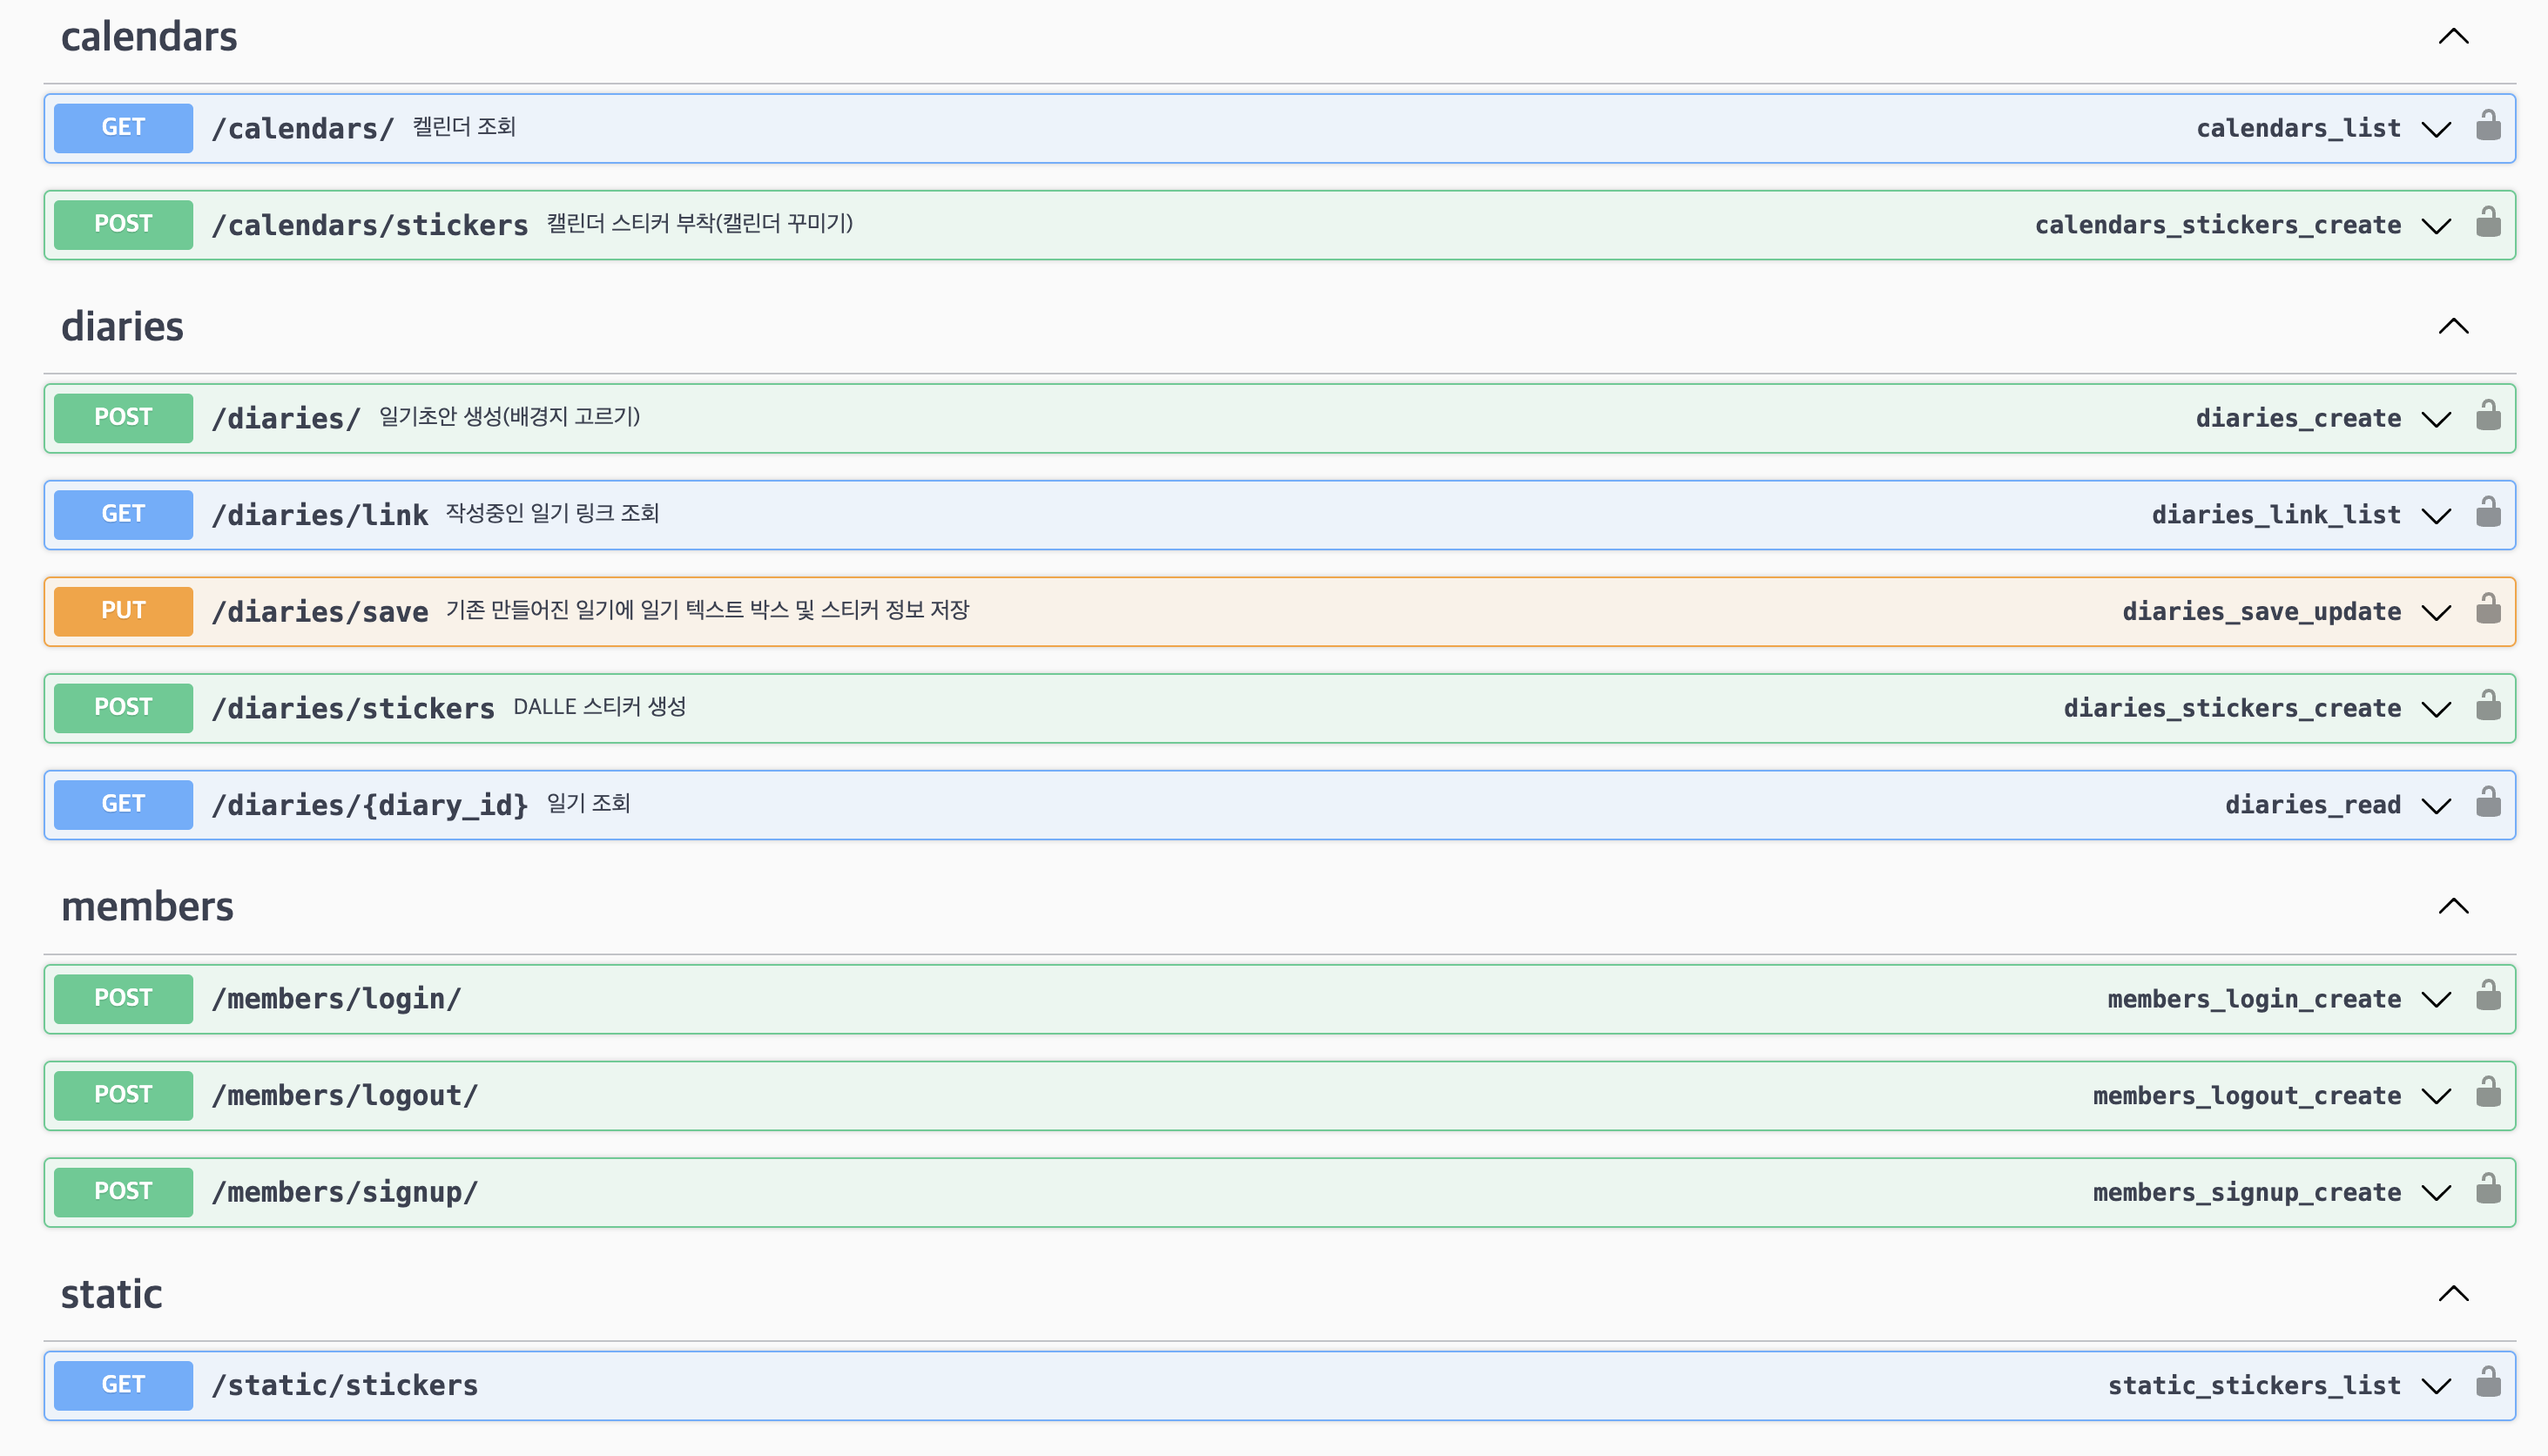 calendars
GET /calendars/ 켈린더 조회 calendars_list
POST /calendars/stickers 캘린더 스티커 부착(캘린더 꾸미기) calendars_stickers_create
diaries
POST /diaries/ 일기초안 생성(배경지 고르기) diaries_create
GET /diaries/link 작성중인 일기 링크 조회 diaries_link_list
PUT /diaries/save 기존 만들어진 일기에 일기 텍스트 박스 및 스티커 정보 저장 diaries_save_update
POST /diaries/stickers DALLE 스티커 생성 diaries_stickers_create
GET /diaries/{diary_id} 일기 조회 diaries_read
members
POST /members/login/ members_login_create
POST /members/logout/ members_logout_create
POST /members/signup/ members_signup_create
static
GET /static/stickers static_stickers_list